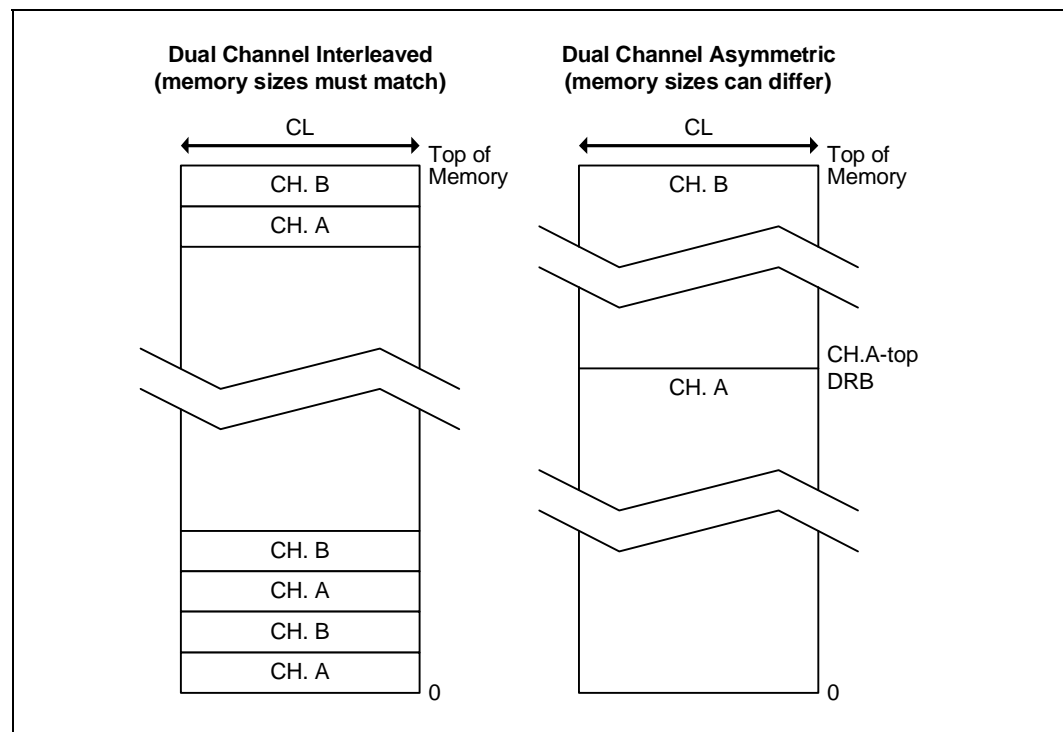 Dual Channel Interleaved
(memory sizes must match)
CL
Top of
Memory
CH. B
CH. A
CH. B
CH. A
CH. B
CH. A
0
Dual Channel Asymmetric
(memory sizes can differ)
CL
Top of
Memory
CH. B
CH.A-top
DRB
CH. A
0